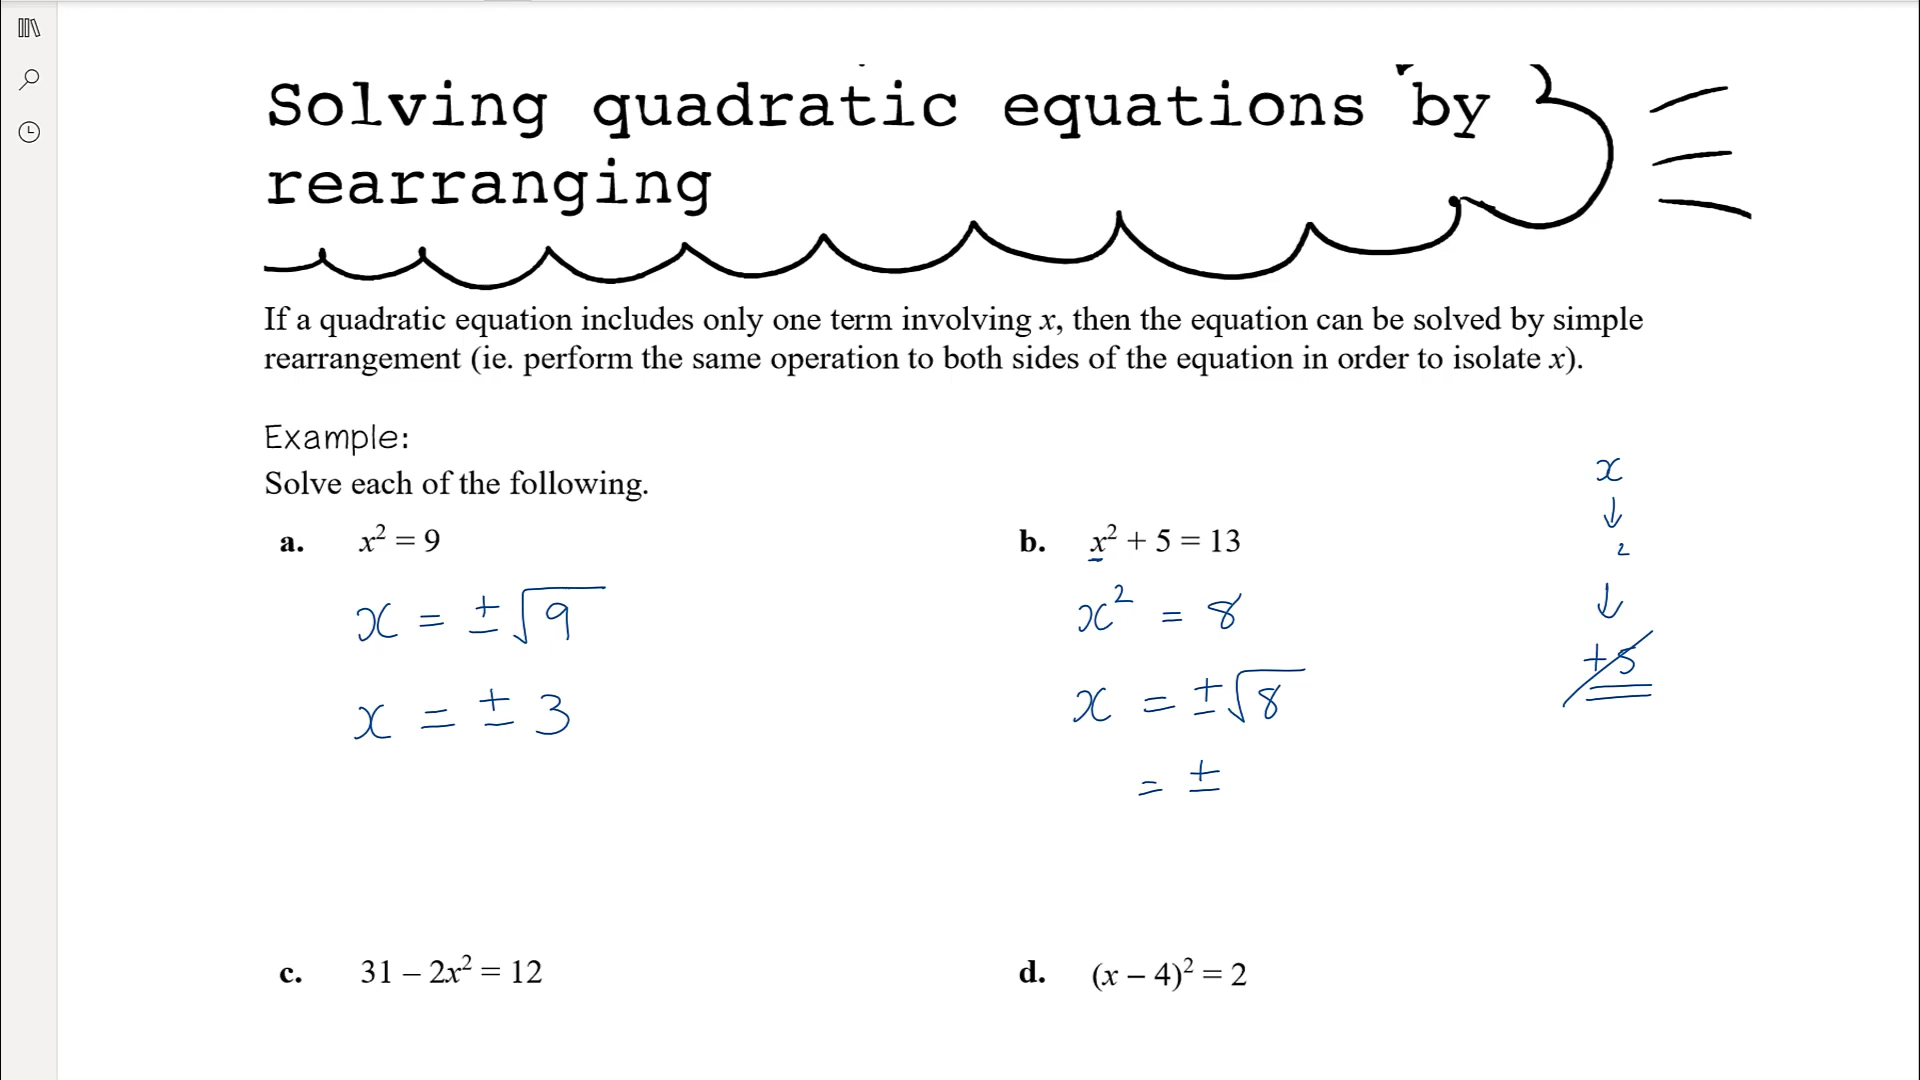 Solving quadratic equations by
rearranging
If a quadratic equation includes only one term involving x, then the equation can be solved by simple
rearrangement (ie. perform the same operation to both sides of the equation in order to isolate x).
Example:
Solve each of the following.
a. x² = 9
x = ±√9
x = ± 3
b. x² + 5 = 13
x² = 8
x = ±√8
= ±
x
↓
2
↓
+5
c. 31 – 2x² = 12
d. (x – 4)² = 2